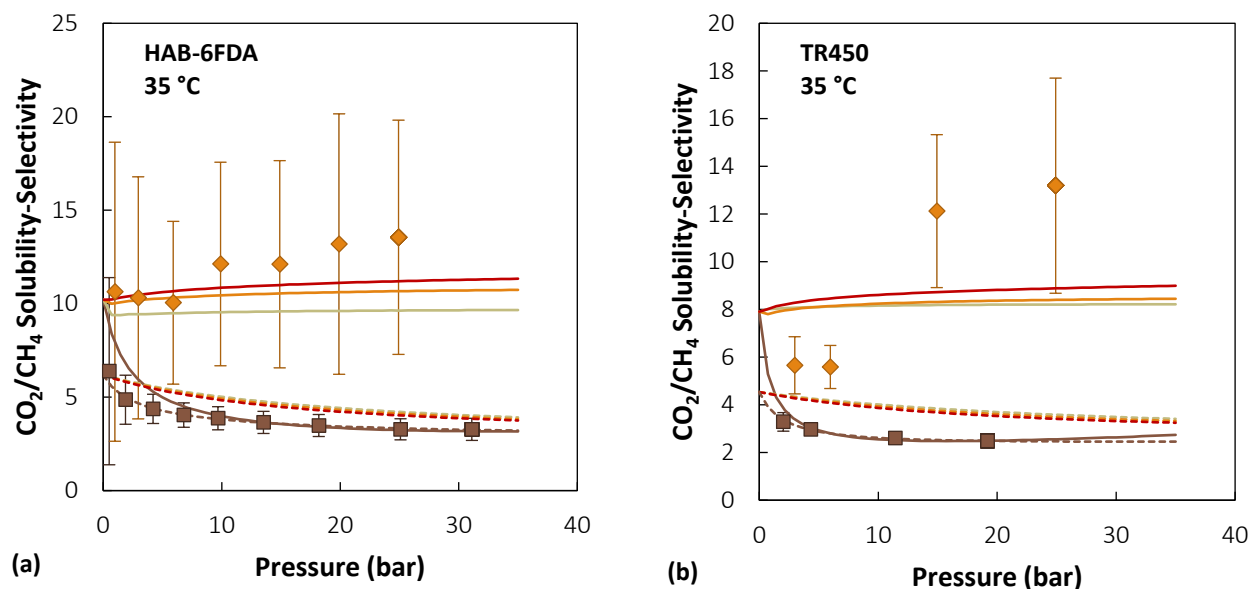 25
20
15
10
5
0
0
10
20
30
40
CO₂/CH₄ Solubility-Selectivity
HAB-6FDA
35 °C
Pressure (bar)
(a)
20
18
16
14
12
10
8
6
4
2
0
0
10
20
30
40
CO₂/CH₄ Solubility-Selectivity
TR450
35 °C
Pressure (bar)
(b)